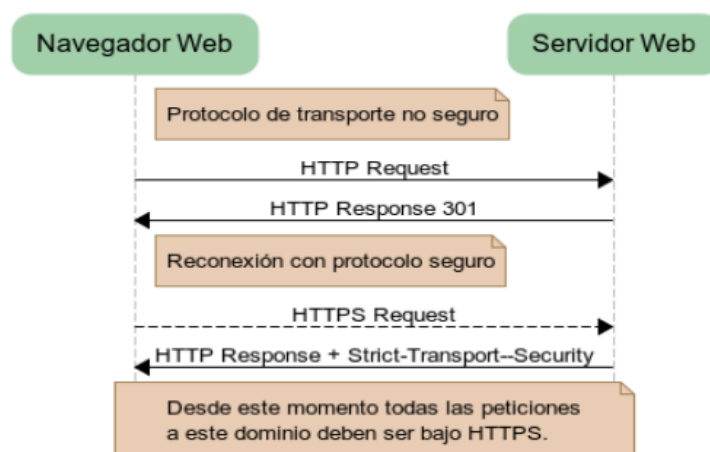 Navegador Web
Servidor Web
Protocolo de transporte no seguro
HTTP Request
HTTP Response 301
Reconexión con protocolo seguro
HTTPS Request
HTTP Response + Strict-Transport--Security
Desde este momento todas las peticiones
a este dominio deben ser bajo HTTPS.